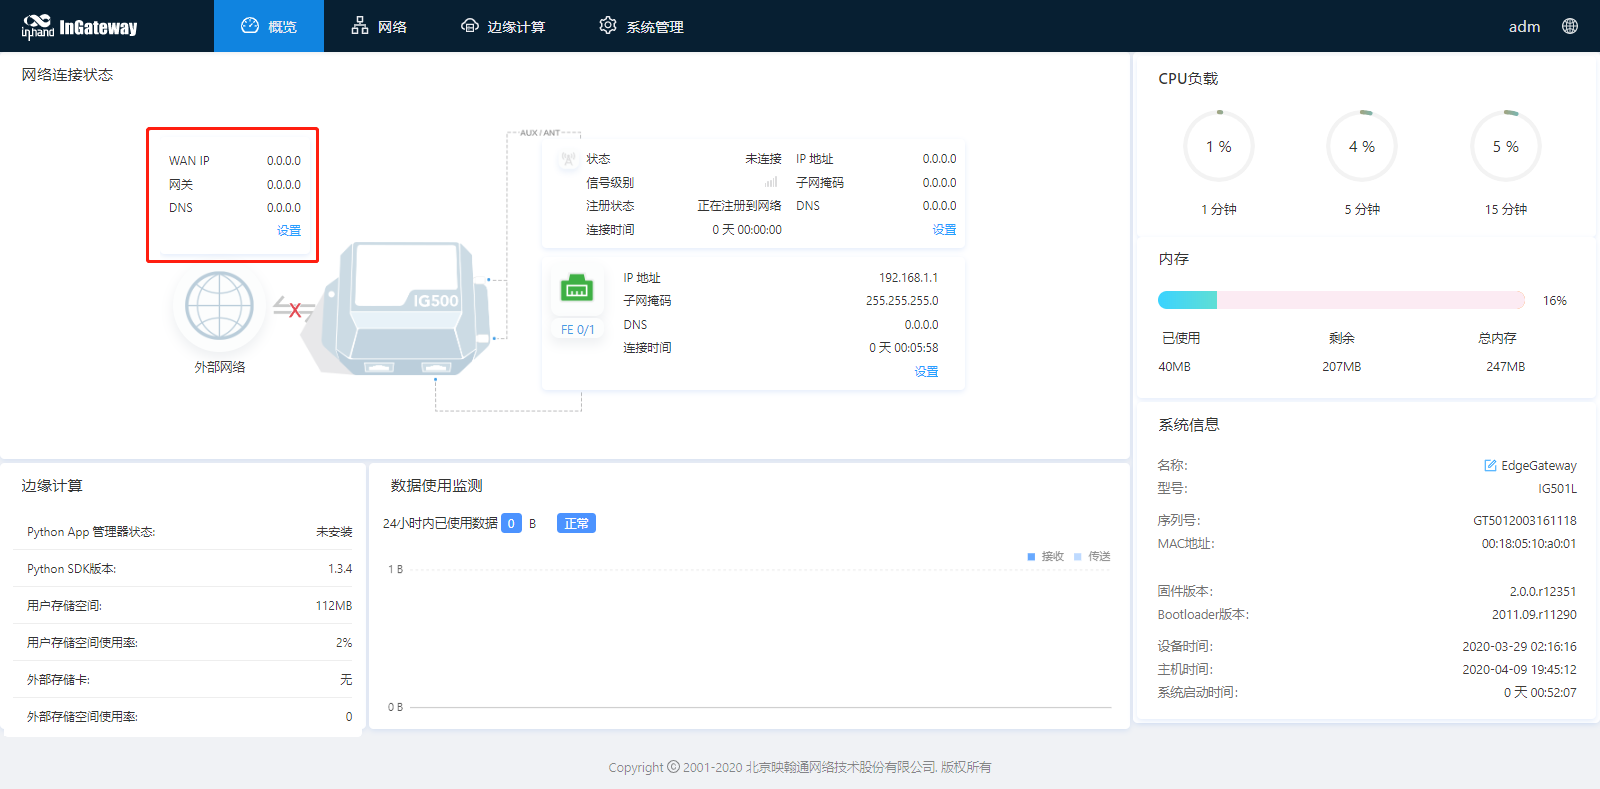 inhand InGateway 概览 网络 边缘计算 系统管理 adm
网络连接状态
WAN IP 0.0.0.0
网关 0.0.0.0
DNS 0.0.0.0
设置
外部网络
X
IG500
AUX / ANT
状态 未连接 IP 地址 0.0.0.0
信号级别 子网掩码 0.0.0.0
注册状态 正在注册到网络 DNS 0.0.0.0
连接时间 0 天 00:00:00 设置
FE 0/1
IP 地址 192.168.1.1
子网掩码 255.255.255.0
DNS 0.0.0.0
连接时间 0 天 00:05:58
设置
CPU负载
1 % 4 % 5 %
1 分钟 5 分钟 15 分钟
内存
16%
已使用 剩余 总内存
40MB 207MB 247MB
系统信息
名称: EdgeGateway
型号: IG501L
序列号: GT5012003161118
MAC地址: 00:18:05:10:a0:01
固件版本: 2.0.0.r12351
Bootloader版本: 2011.09.r11290
设备时间: 2020-03-29 02:16:16
主机时间: 2020-04-09 19:45:12
系统启动时间: 0 天 00:52:07
边缘计算
Python App 管理器状态: 未安装
Python SDK版本: 1.3.4
用户存储空间: 112MB
用户存储空间使用率: 2%
外部存储卡: 无
外部存储空间使用率: 0
数据使用监测
24小时内已使用数据 0 B 正常
接收 传送
1 B
0 B
Copyright © 2001-2020 北京映翰通网络技术股份有限公司. 版权所有